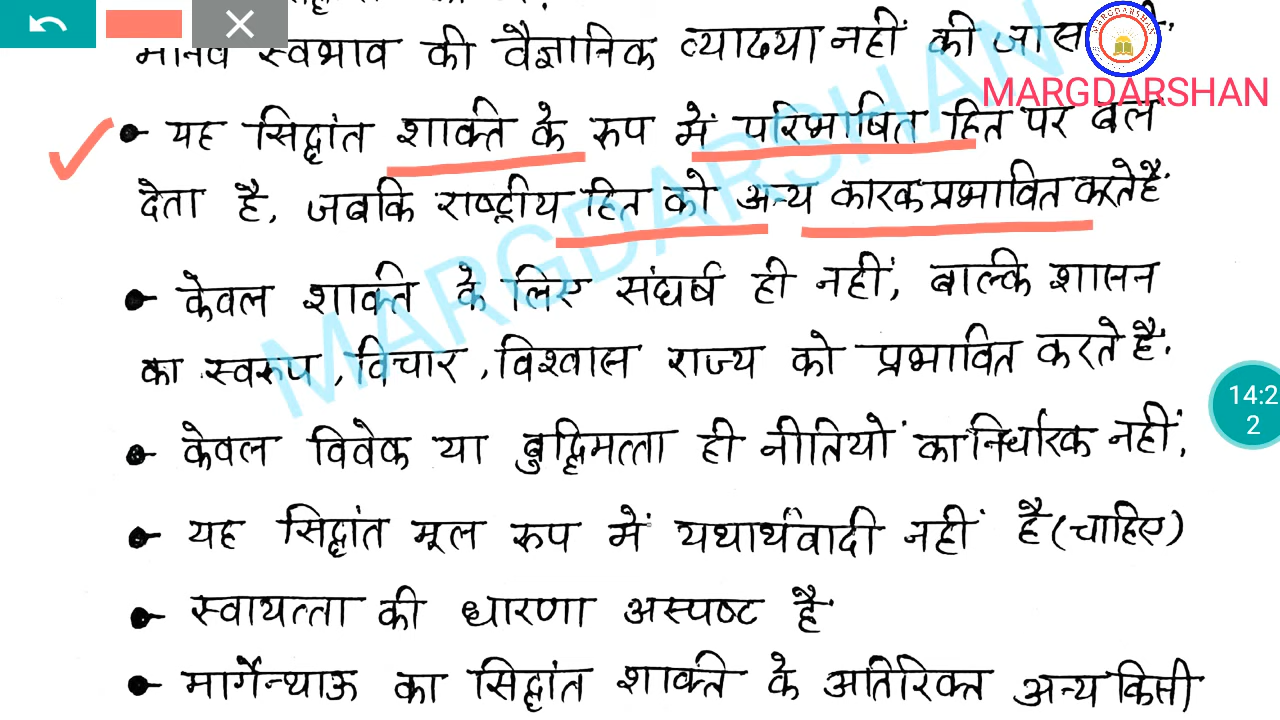 मानव स्वभाव की वैज्ञानिक व्याख्या नहीं की जा
MARGDARSHAN
• यह सिद्धांत शक्ति के रूप में परिभाषित हित पर बल
देता है, जबकि राष्ट्रीय हित को अन्य कारक प्रभावित करते हैं
• केवल शक्ति के लिए संघर्ष ही नहीं, बल्कि शासन
का स्वरूप, विचार, विश्वास राज्य को प्रभावित करते हैं.
14:2
2
• केवल विवेक या बुद्धिमत्ता ही नीतियों का निर्धारक नहीं,
• यह सिद्धांत मूल रूप में यथार्थवादी नहीं है (चाहिए)
• स्वायत्तता की धारणा अस्पष्ट है
• मार्गेन्थाऊ का सिद्धांत शक्ति के अतिरिक्त अन्य किसी
MARGDARSHAN